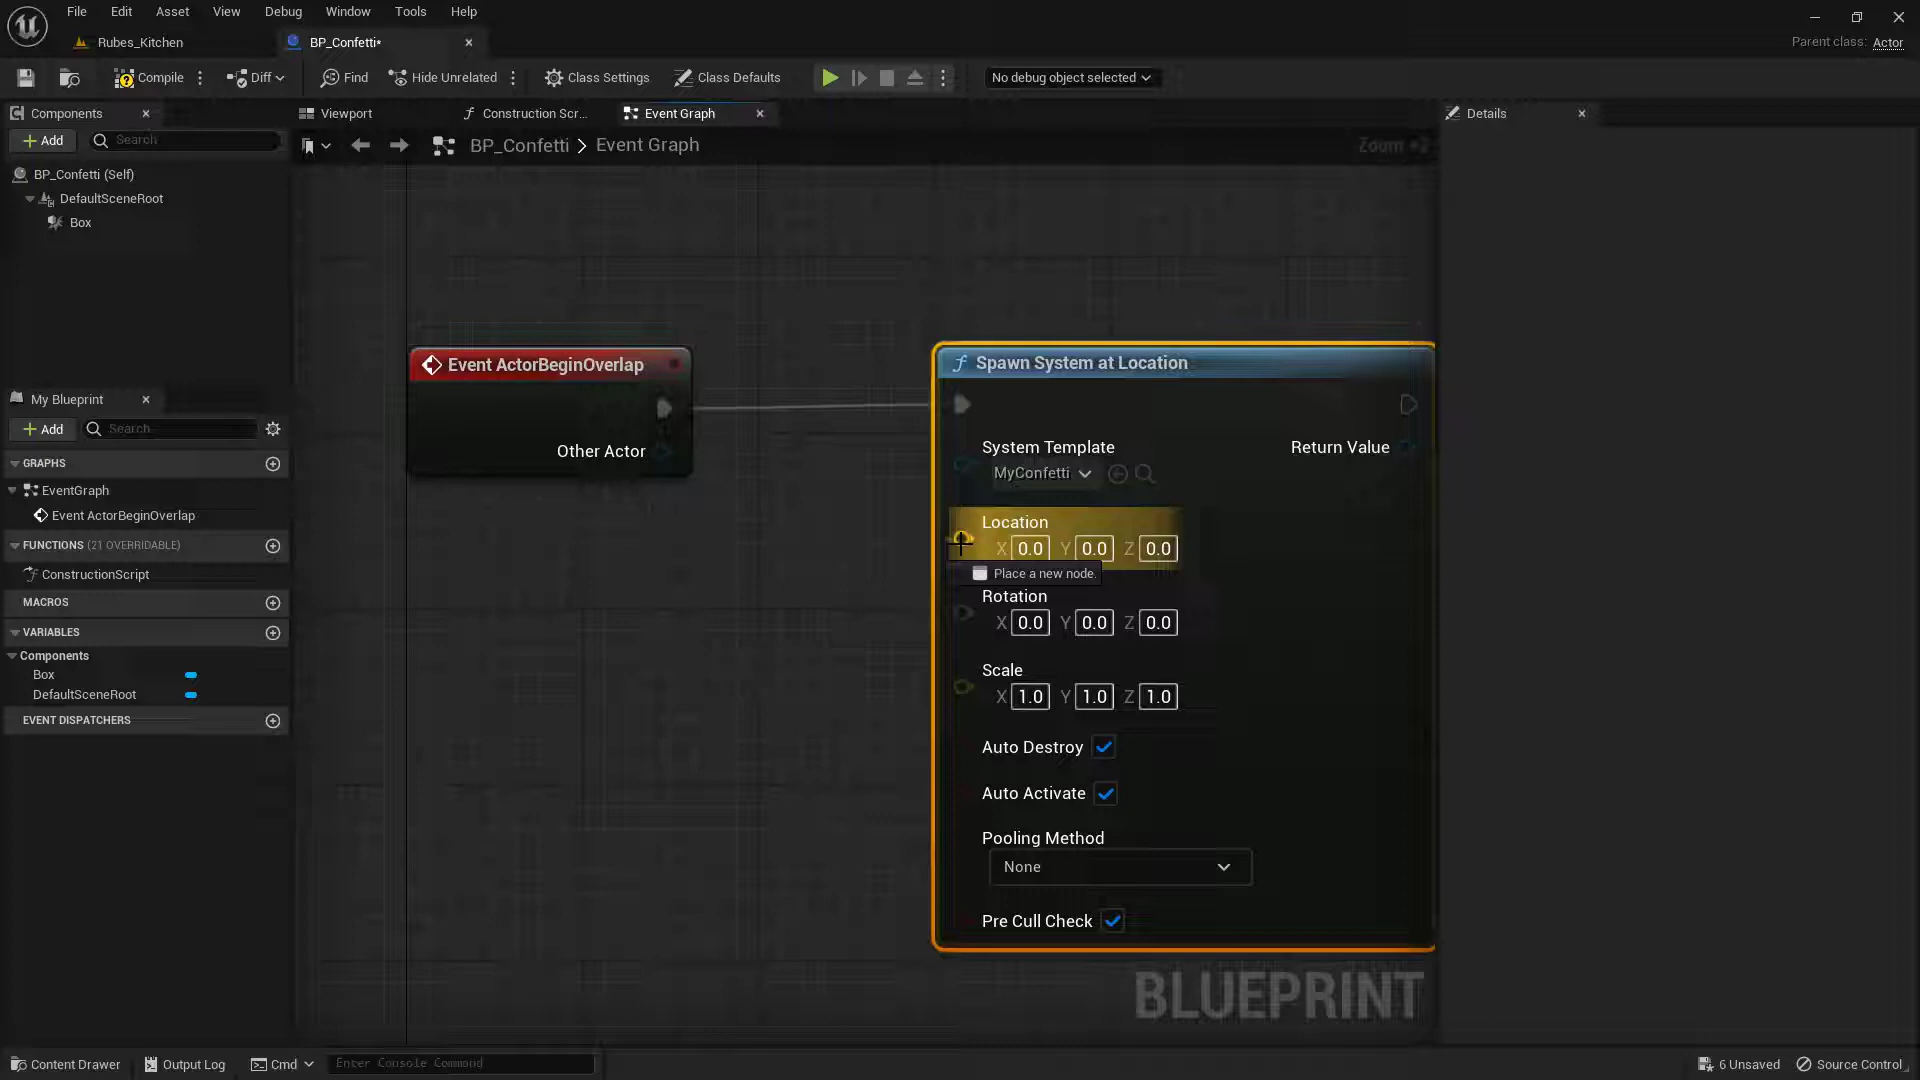 File Edit Asset View Debug Window Tools Help
Rubes_Kitchen
BP_Confetti*
Parent class: Actor
Compile
Diff
Find
Hide Unrelated
Class Settings
Class Defaults
No debug object selected
Components
Viewport
Construction Scr...
Event Graph
Details
Add
Search
BP_Confetti > Event Graph
Zoom +2
BP_Confetti (Self)
DefaultSceneRoot
Box
Event ActorBeginOverlap
Other Actor
Spawn System at Location
System Template
Return Value
MyConfetti
Location
X 0.0 Y 0.0 Z 0.0
Place a new node.
Rotation
X 0.0 Y 0.0 Z 0.0
Scale
X 1.0 Y 1.0 Z 1.0
Auto Destroy
Auto Activate
Pooling Method
None
Pre Cull Check
BLUEPRINT
My Blueprint
Add
Search
GRAPHS
EventGraph
Event ActorBeginOverlap
FUNCTIONS (21 OVERRIDABLE)
ConstructionScript
MACROS
VARIABLES
Components
Box
DefaultSceneRoot
EVENT DISPATCHERS
Content Drawer
Output Log
Cmd
Enter Console Command
6 Unsaved
Source Control